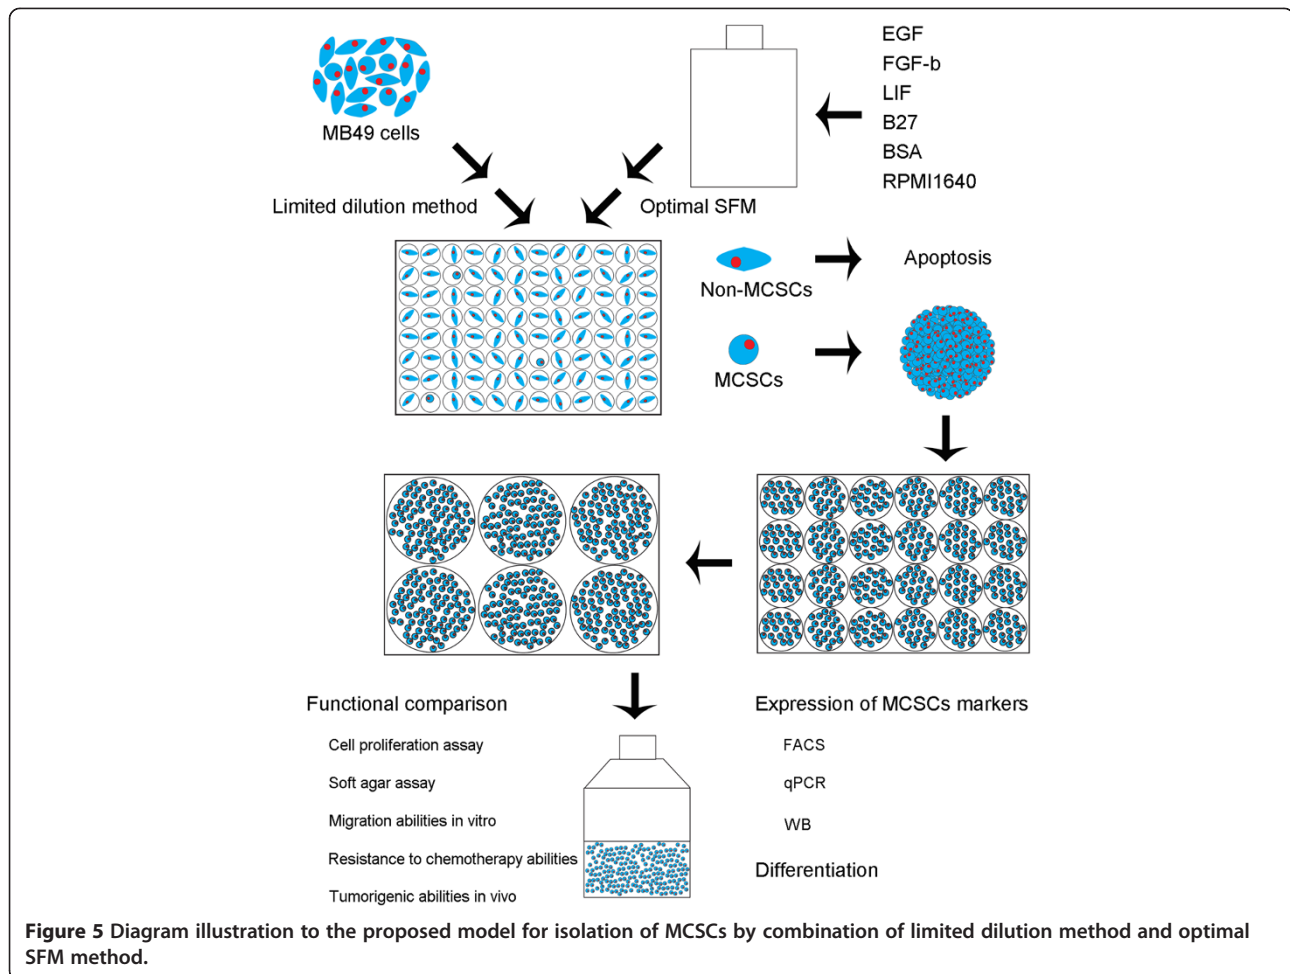 EGF
FGF-b
LIF
B27
BSA
RPMI1640
MB49 cells
Limited dilution method
Optimal SFM
Non-MCSCs
Apoptosis
MCSCs
Functional comparison
Cell proliferation assay
Soft agar assay
Migration abilities in vitro
Resistance to chemotherapy abilities
Tumorigenic abilities in vivo
Expression of MCSCs markers
FACS
qPCR
WB
Differentiation
Figure 5 Diagram illustration to the proposed model for isolation of MCSCs by combination of limited dilution method and optimal
SFM method.